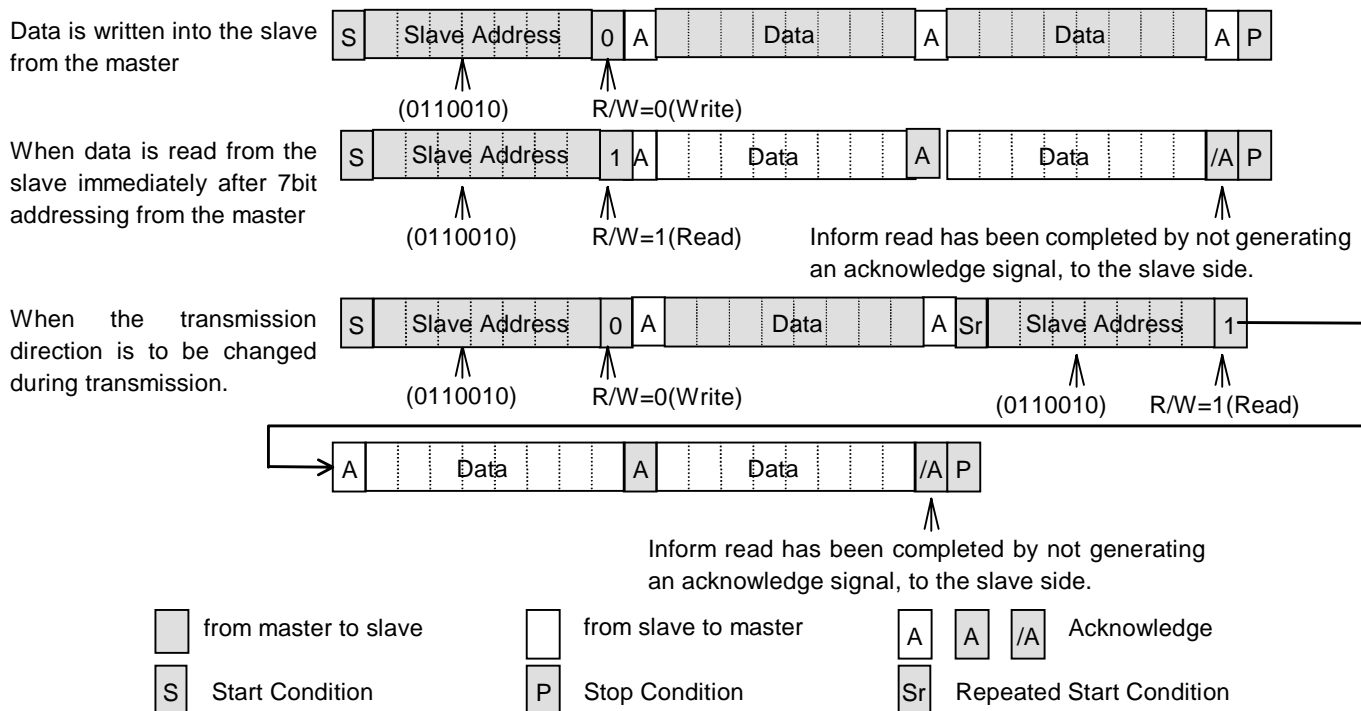 Data is written into the slave
from the master
S Slave Address 0 A Data A Data A P
(0110010) R/W=0(Write)
When data is read from the
slave immediately after 7bit
addressing from the master
S Slave Address 1 A Data A Data /A P
(0110010) R/W=1(Read)
Inform read has been completed by not generating
an acknowledge signal, to the slave side.
When the transmission
direction is to be changed
during transmission.
S Slave Address 0 A Data A Sr Slave Address 1
(0110010) R/W=0(Write) (0110010) R/W=1(Read)
A Data A Data /A P
Inform read has been completed by not generating
an acknowledge signal, to the slave side.
from master to slave from slave to master A A /A Acknowledge
S Start Condition P Stop Condition Sr Repeated Start Condition